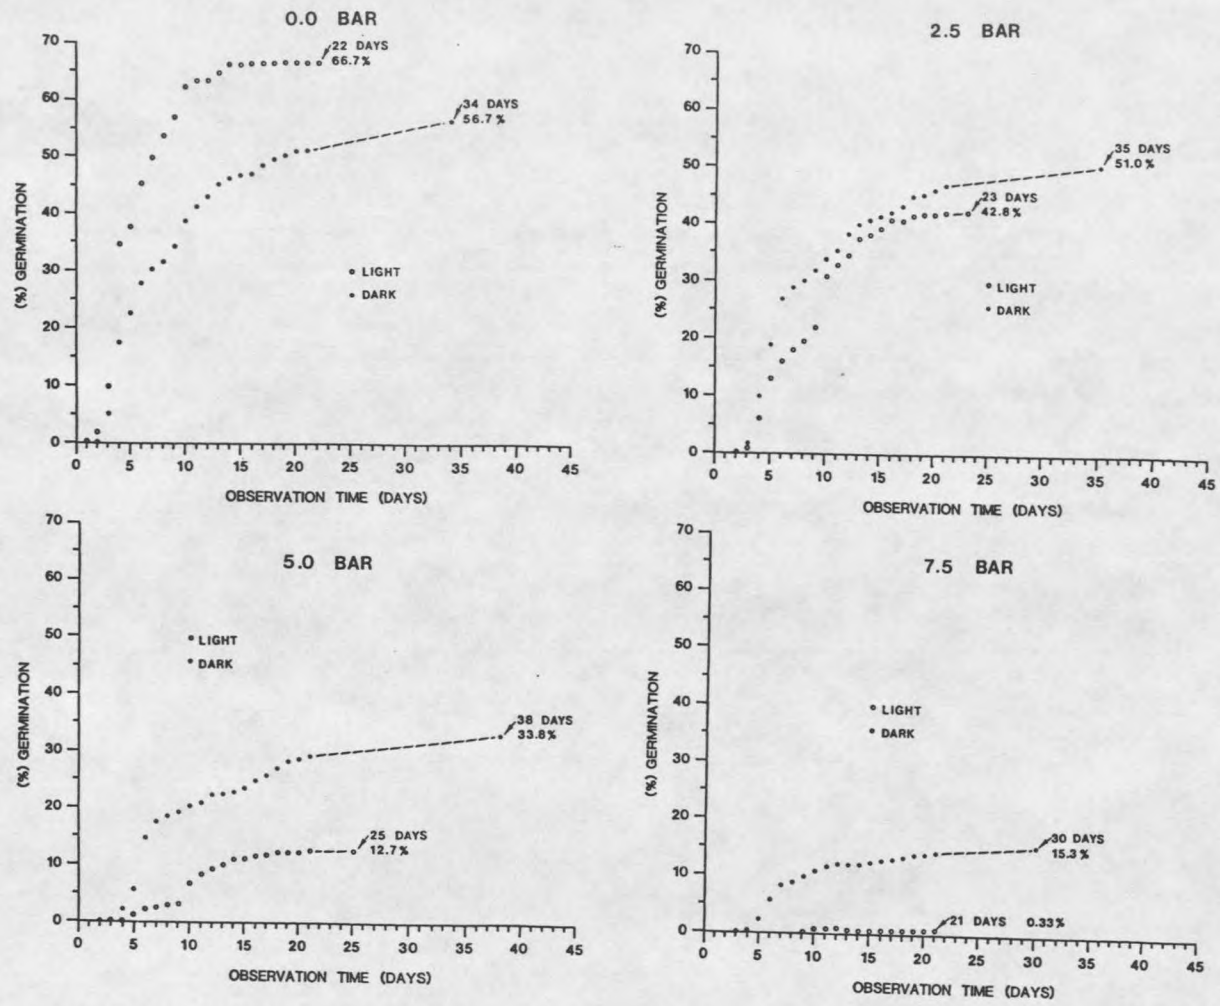 0.0 BAR
70
60
50
40
30
20
10
0
(%) GERMINATION
22 DAYS
66.7%
34 DAYS
56.7%
LIGHT
DARK
0 5 10 15 20 25 30 35 40 45
OBSERVATION TIME (DAYS)
2.5 BAR
70
60
50
40
30
20
10
0
(%) GERMINATION
35 DAYS
51.0%
23 DAYS
42.8%
LIGHT
DARK
0 5 10 15 20 25 30 35 40 45
OBSERVATION TIME (DAYS)
5.0 BAR
70
60
50
40
30
20
10
0
(%) GERMINATION
LIGHT
DARK
38 DAYS
33.8%
25 DAYS
12.7%
0 5 10 15 20 25 30 35 40 45
OBSERVATION TIME (DAYS)
7.5 BAR
70
60
50
40
30
20
10
0
(%) GERMINATION
LIGHT
DARK
30 DAYS
15.3%
21 DAYS 0.33%
0 5 10 15 20 25 30 35 40 45
OBSERVATION TIME (DAYS)